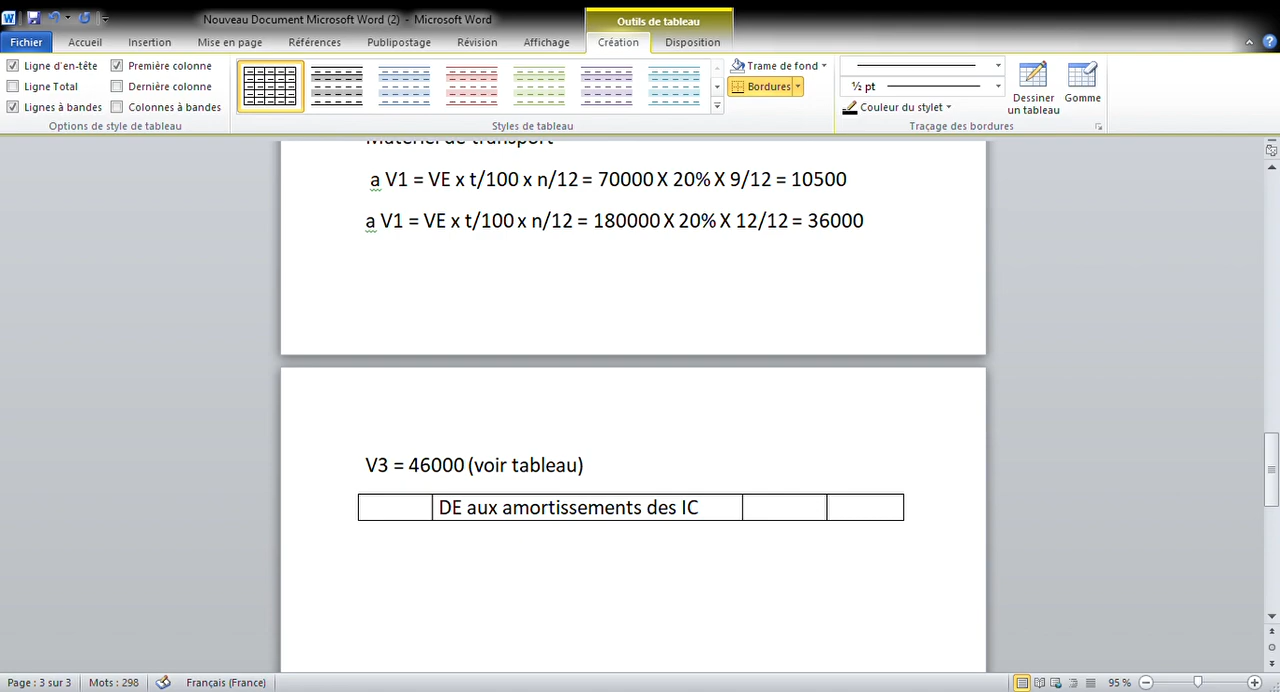 Nouveau Document Microsoft Word (2) - Microsoft Word
Outils de tableau
Fichier Accueil Insertion Mise en page Références Publipostage Révision Affichage Création Disposition
Ligne d'en-tête Première colonne
Ligne Total Dernière colonne
Lignes à bandes Colonnes à bandes
Options de style de tableau
Styles de tableau
Trame de fond
Bordures
½ pt
Couleur du stylet
Dessiner un tableau
Gomme
Traçage des bordures
Matériel de transport
a V1 = VE x t/100 x n/12 = 70000 X 20% X 9/12 = 10500
a V1 = VE x t/100 x n/12 = 180000 X 20% X 12/12 = 36000
V3 = 46000 (voir tableau)
DE aux amortissements des IC
Page : 3 sur 3 Mots : 298 Français (France) 95 %